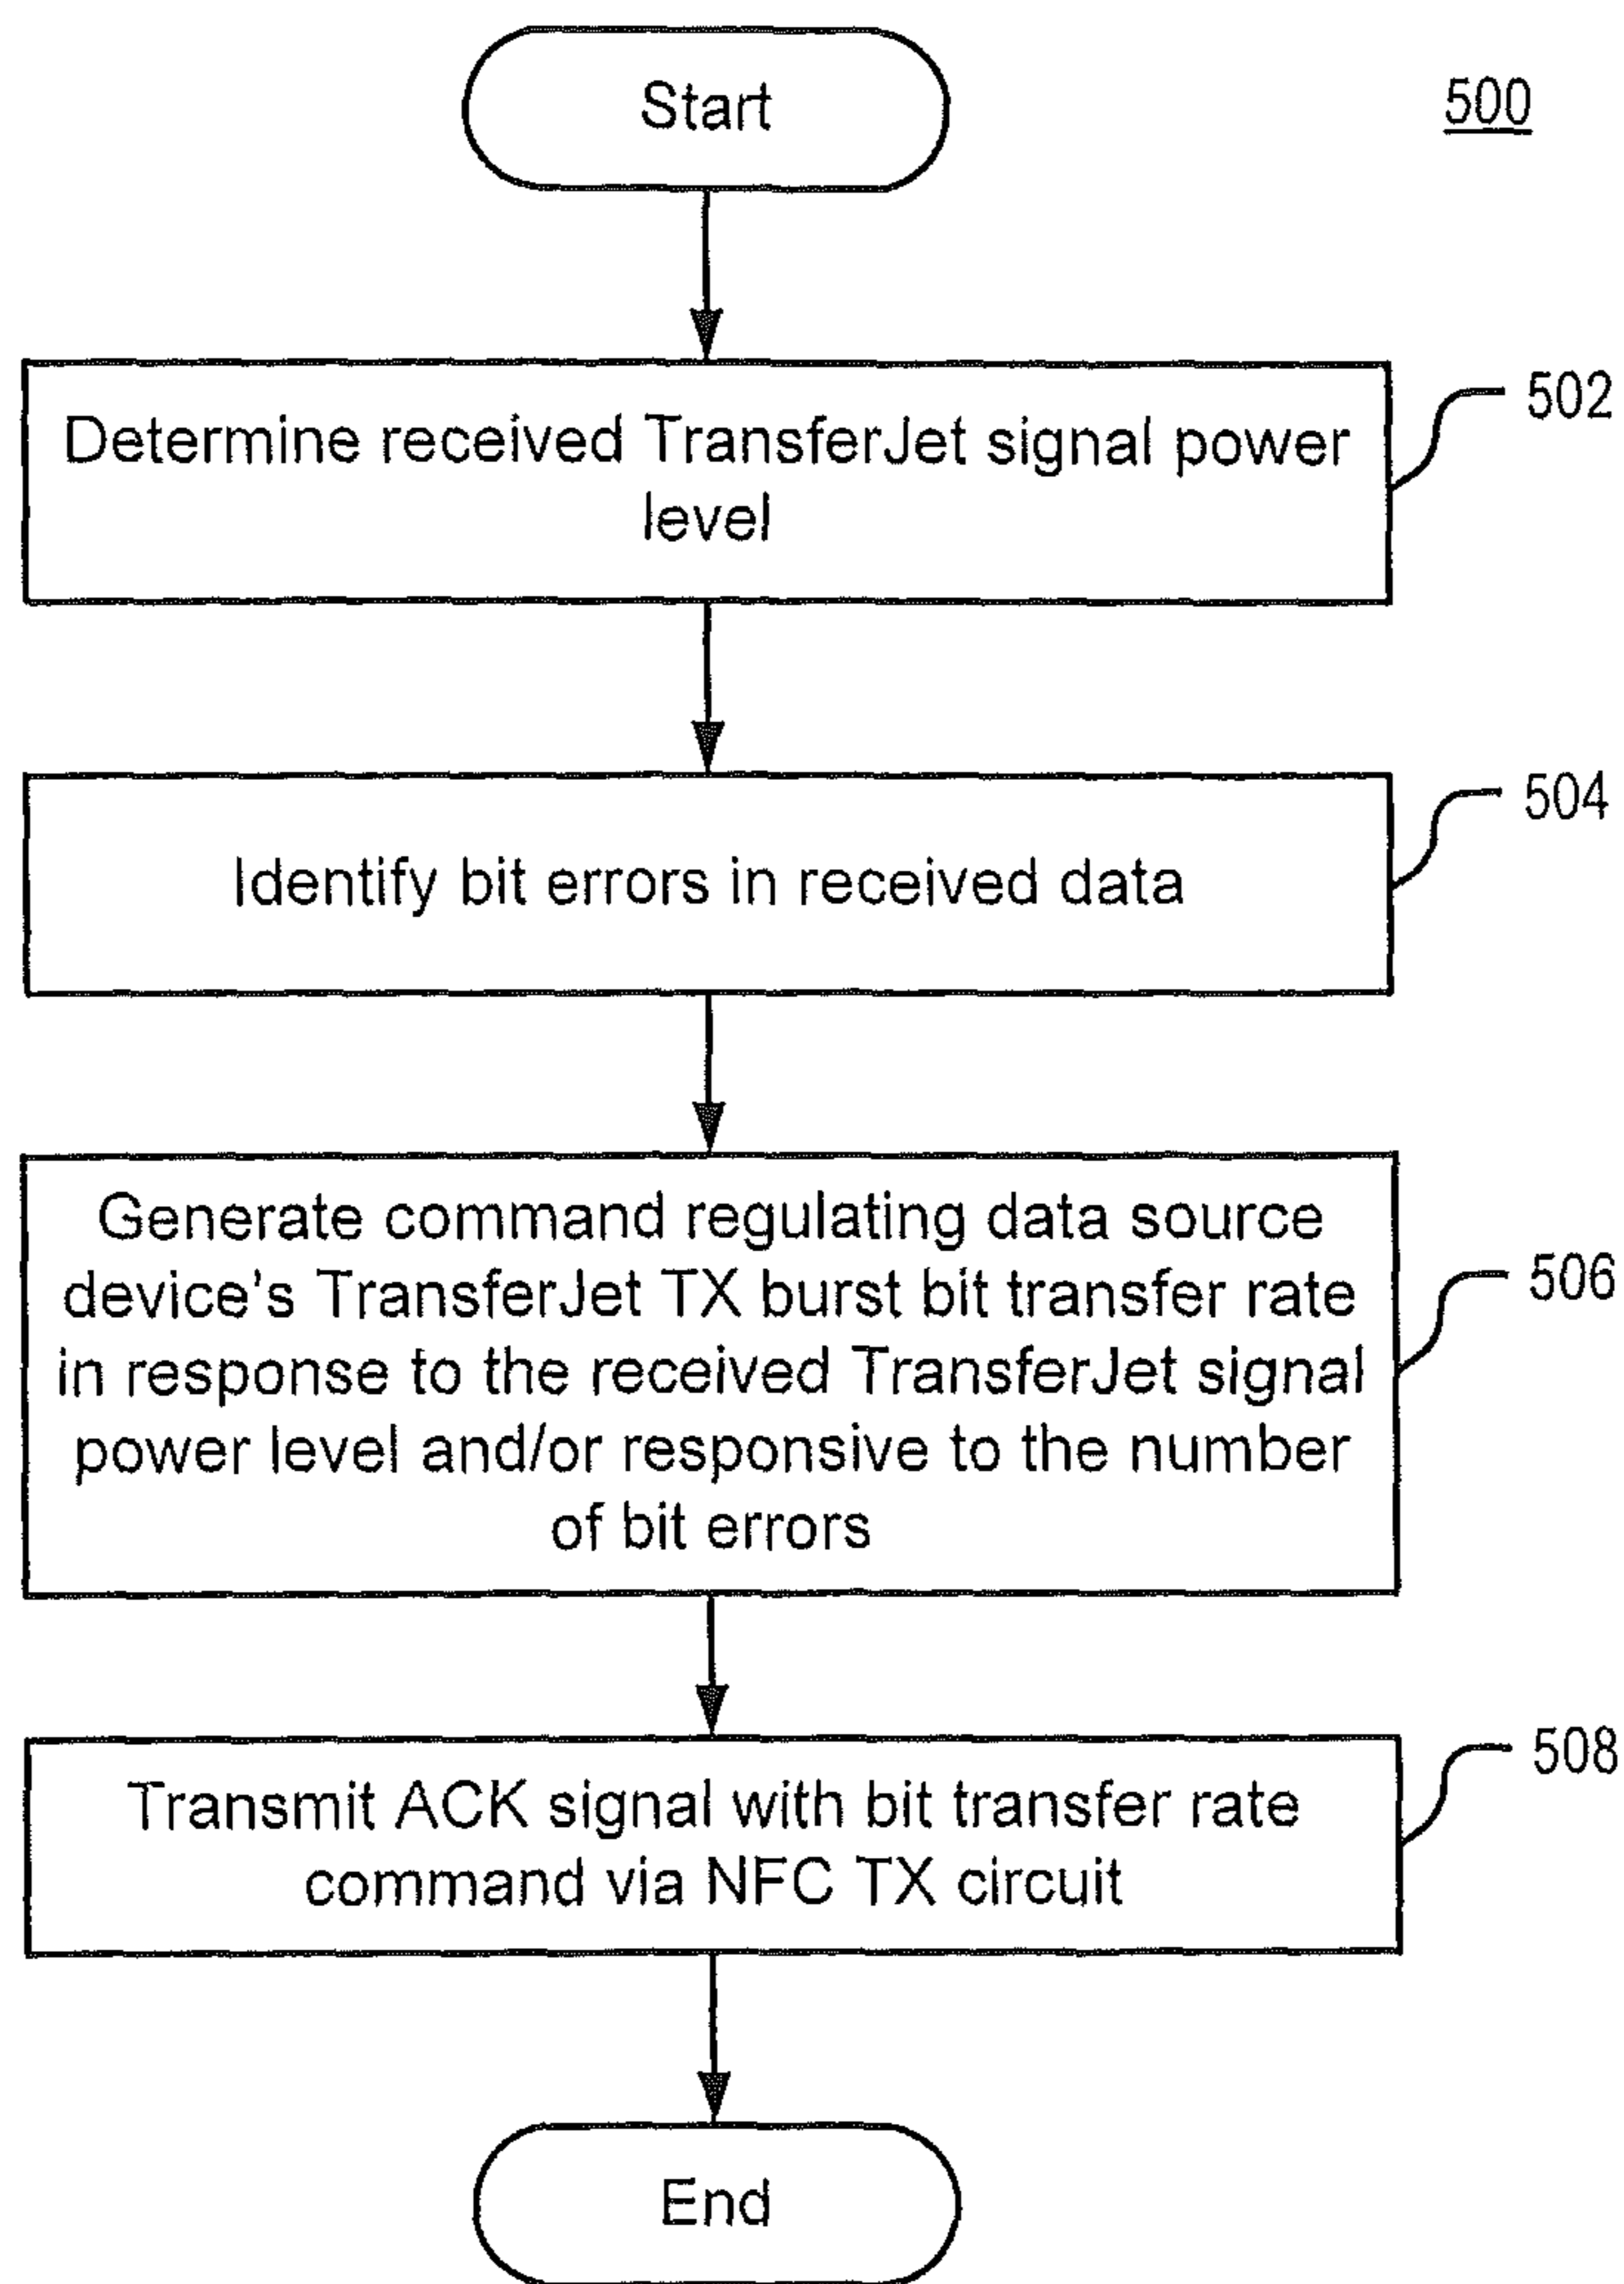 Start
500
Determine received TransferJet signal power
level
502
Identify bit errors in received data
504
Generate command regulating data source
device's TransferJet TX burst bit transfer rate
in response to the received TransferJet signal
power level and/or responsive to the number
of bit errors
506
Transmit ACK signal with bit transfer rate
command via NFC TX circuit
508
End